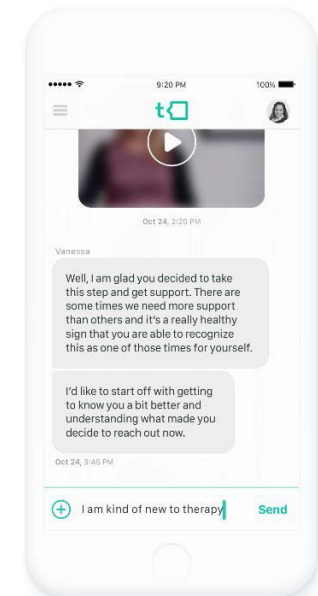 9:20 PM
100%
t
Oct 24, 2:20 PM
Vanessa
Well, I am glad you decided to take
this step and get support. There are
some times we need more support
than others and it's a really healthy
sign that you are able to recognize
this as one of those times for yourself.
I'd like to start off with getting
to know you a bit better and
understanding what made you
decide to reach out now.
Oct 24, 3:45 PM
I am kind of new to therapy
Send